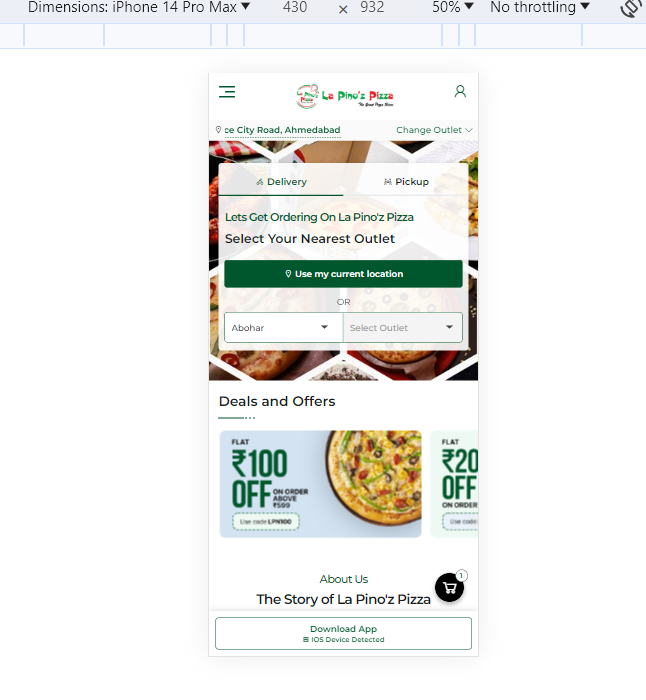 Dimensions: iPhone 14 Pro Max ▼ 430 × 932 50% ▼ No throttling ▼
La Pino'z Pizza
ce City Road, Ahmedabad Change Outlet
Delivery Pickup
Lets Get Ordering On La Pino'z Pizza
Select Your Nearest Outlet
Use my current location
OR
Abohar Select Outlet
Deals and Offers
FLAT
₹100
OFF ON ORDER
ABOVE
₹599
Use code LPN100
FLAT
₹20
OFF
ON ORDER
Use code
About Us
1
The Story of La Pino'z Pizza
Download App
IOS Device Detected